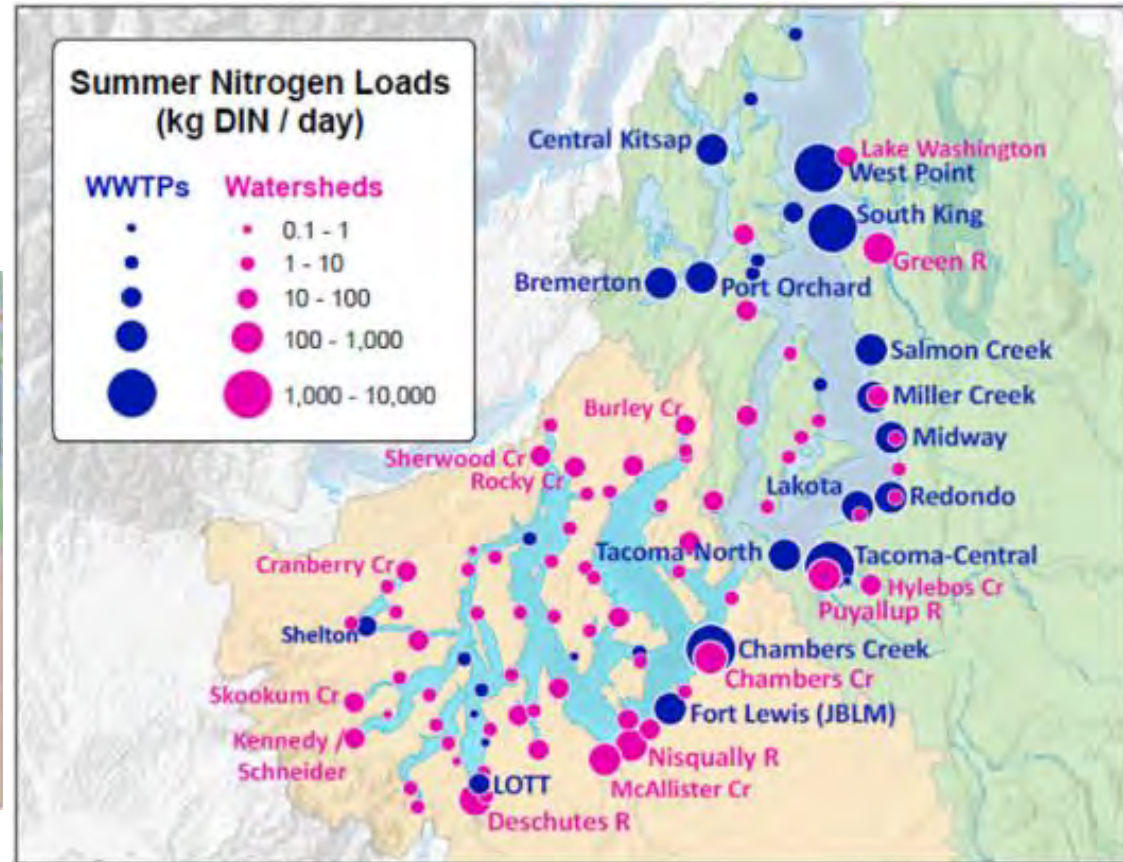 Summer Nitrogen Loads
(kg DIN / day)
WWTPs Watersheds
0.1 - 1
1 - 10
10 - 100
100 - 1,000
1,000 - 10,000
Central Kitsap
Lake Washington
West Point
South King
Green R
Bremerton
Port Orchard
Salmon Creek
Miller Creek
Burley Cr
Midway
Sherwood Cr
Rocky Cr
Lakota
Redondo
Tacoma-North
Tacoma-Central
Cranberry Cr
Hylebos Cr
Puyallup R
Shelton
Chambers Creek
Chambers Cr
Skookum Cr
Fort Lewis (JBLM)
Kennedy /
Schneider
Nisqually R
McAllister Cr
LOTT
Deschutes R